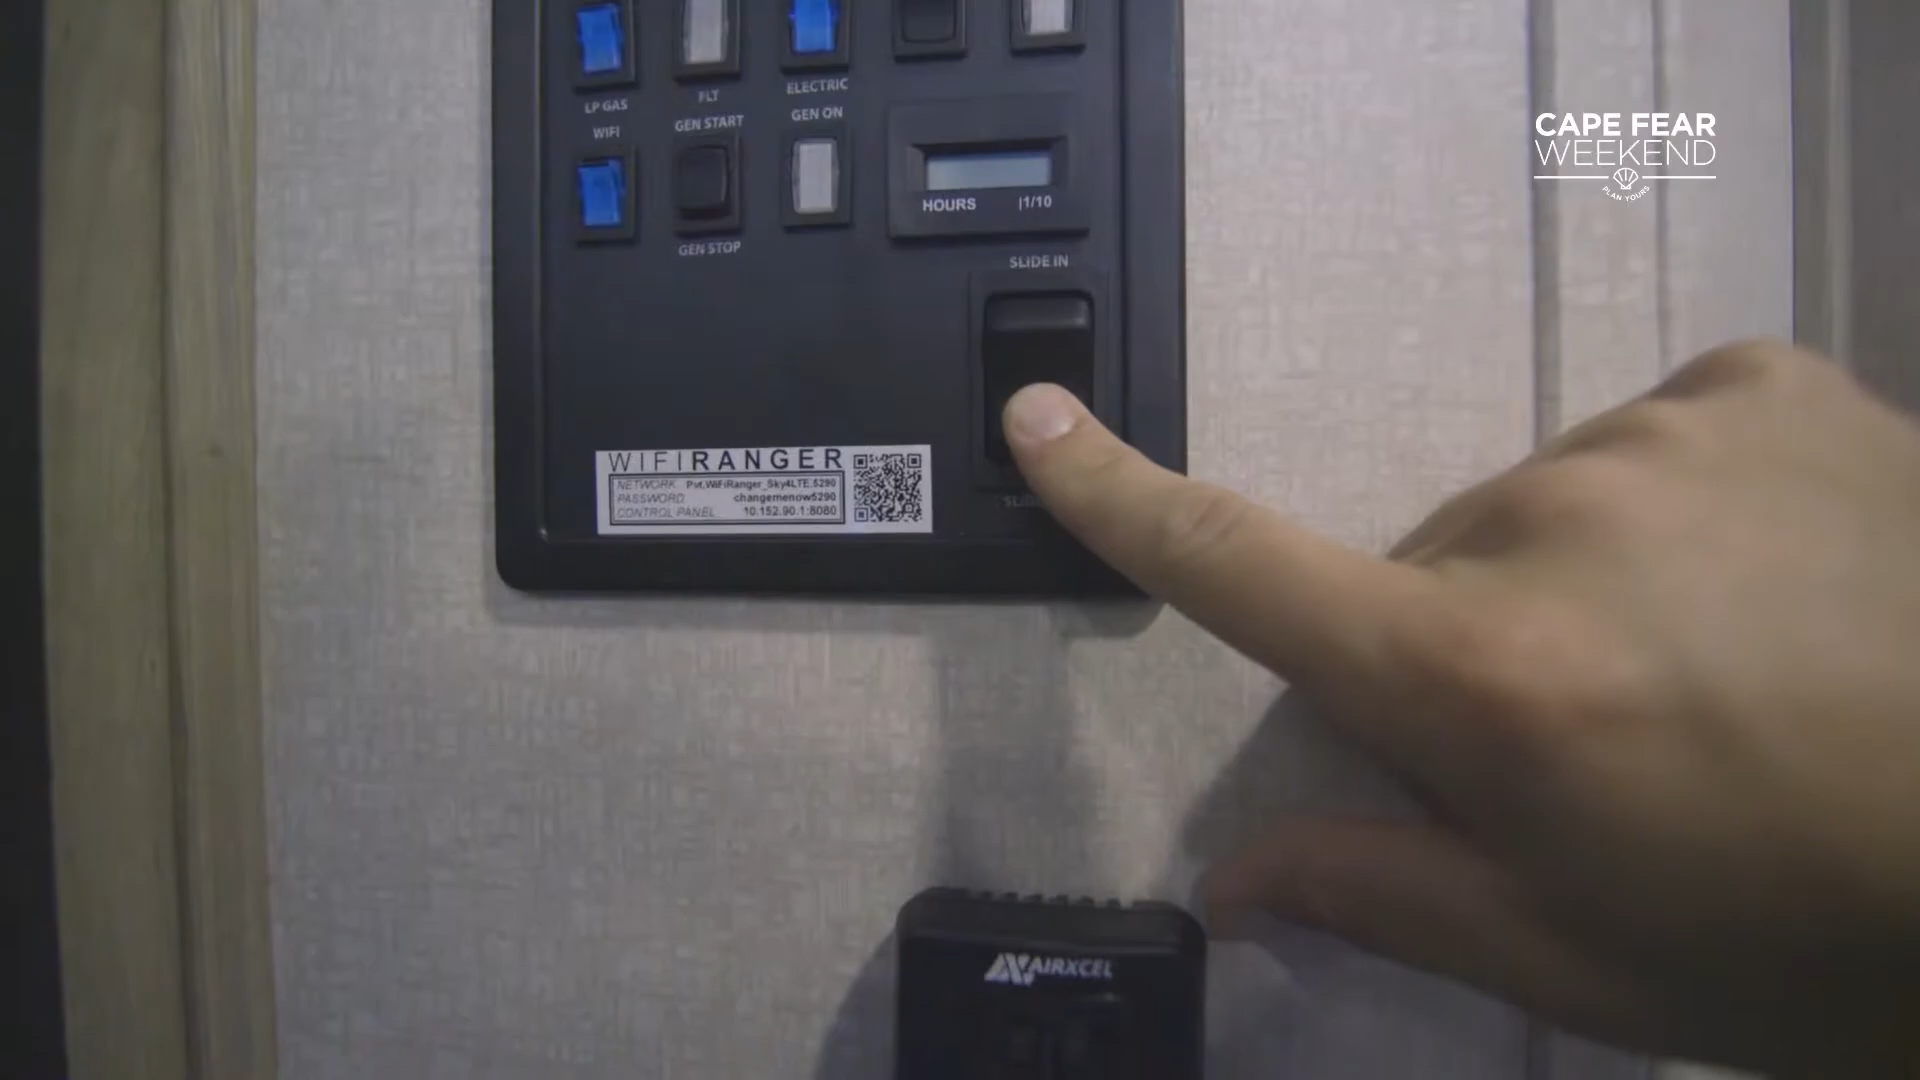 LP GAS
FLT
ELECTRIC
WIFI
GEN START
GEN ON
GEN STOP
HOURS
1/10
SLIDE IN
WIFIRANGER
NETWORK Pvt.WiFiRanger_Sky4LTE.5290
PASSWORD changemenow5290
CONTROL PANEL 10.152.90.1:8080
AIRXCEL
CAPE FEAR
WEEKEND
PLAN YOURS